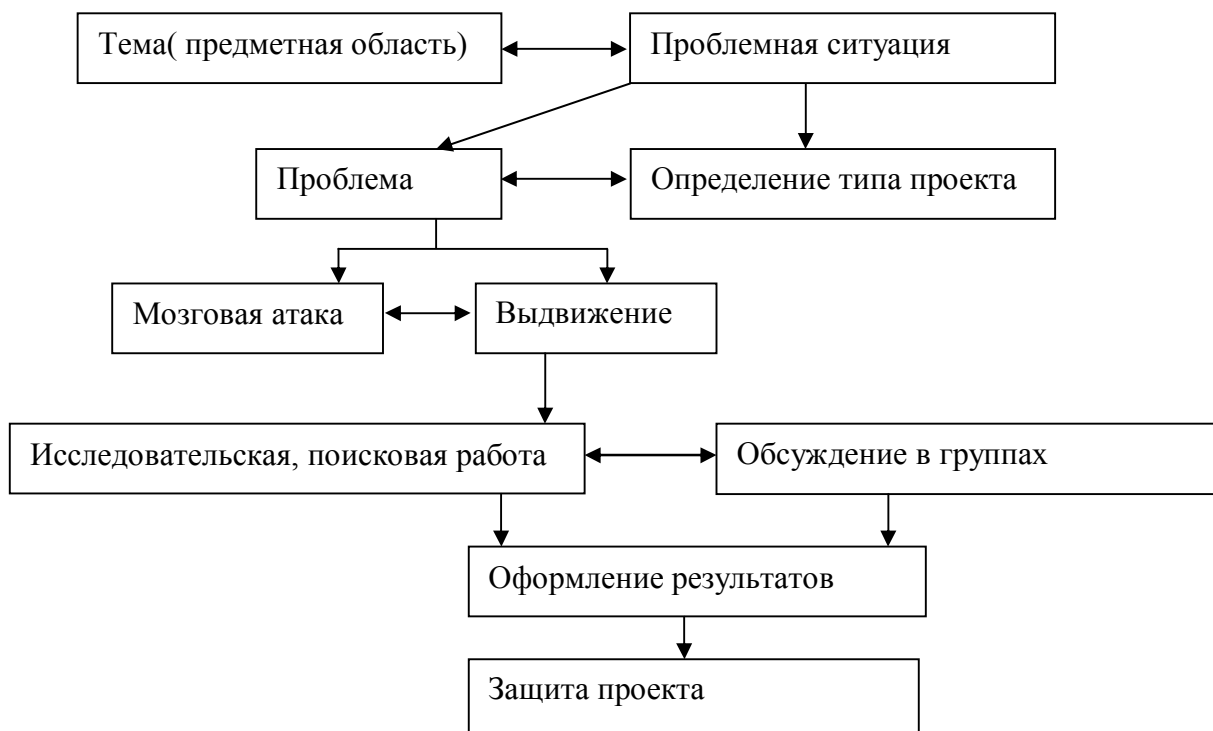 Тема( предметная область)
Проблемная ситуация
Проблема
Определение типа проекта
Мозговая атака
Выдвижение
Исследовательская, поисковая работа
Обсуждение в группах
Оформление результатов
Защита проекта